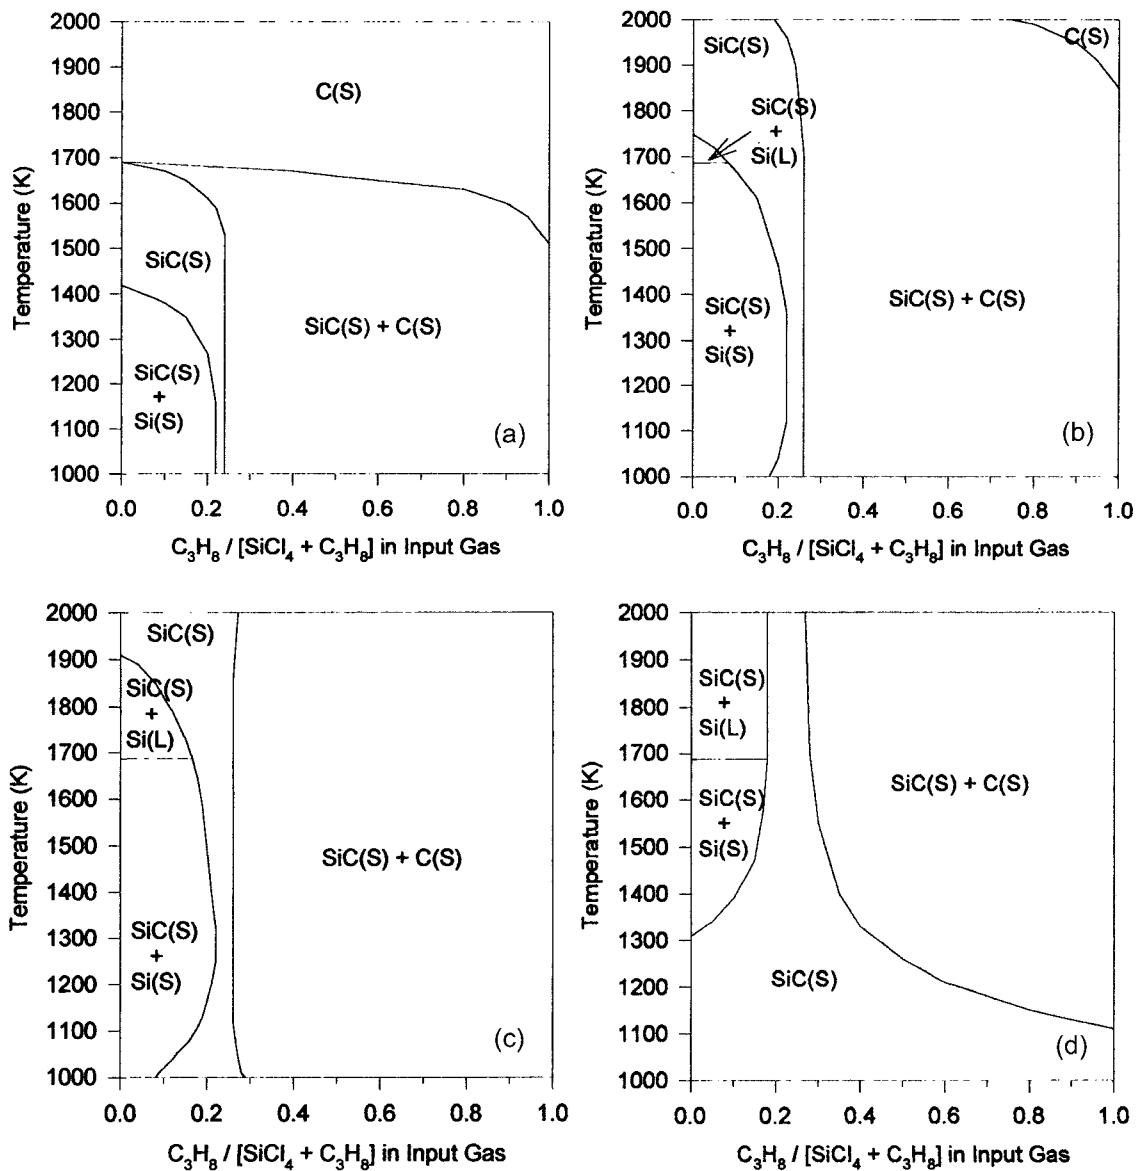 2000
1900
1800
1700
1600
1500
1400
1300
1200
1100
1000
Temperature (K)
C(S)
SiC(S)
SiC(S) + C(S)
SiC(S)
+
Si(S)
(a)
0.0 0.2 0.4 0.6 0.8 1.0
C3H8 / [SiCl4 + C3H8] in Input Gas
2000
1900
1800
1700
1600
1500
1400
1300
1200
1100
1000
Temperature (K)
SiC(S)
C(S)
SiC(S)
+
Si(L)
SiC(S) + C(S)
SiC(S)
+
Si(S)
(b)
0.0 0.2 0.4 0.6 0.8 1.0
C3H8 / [SiCl4 + C3H8] in Input Gas
2000
1900
1800
1700
1600
1500
1400
1300
1200
1100
1000
Temperature (K)
SiC(S)
SiC(S)
+
Si(L)
SiC(S) + C(S)
SiC(S)
+
Si(S)
(c)
0.0 0.2 0.4 0.6 0.8 1.0
C3H8 / [SiCl4 + C3H8] in Input Gas
2000
1900
1800
1700
1600
1500
1400
1300
1200
1100
1000
Temperature (K)
SiC(S)
+
Si(L)
SiC(S) + C(S)
SiC(S)
+
Si(S)
SiC(S)
(d)
0.0 0.2 0.4 0.6 0.8 1.0
C3H8 / [SiCl4 + C3H8] in Input Gas